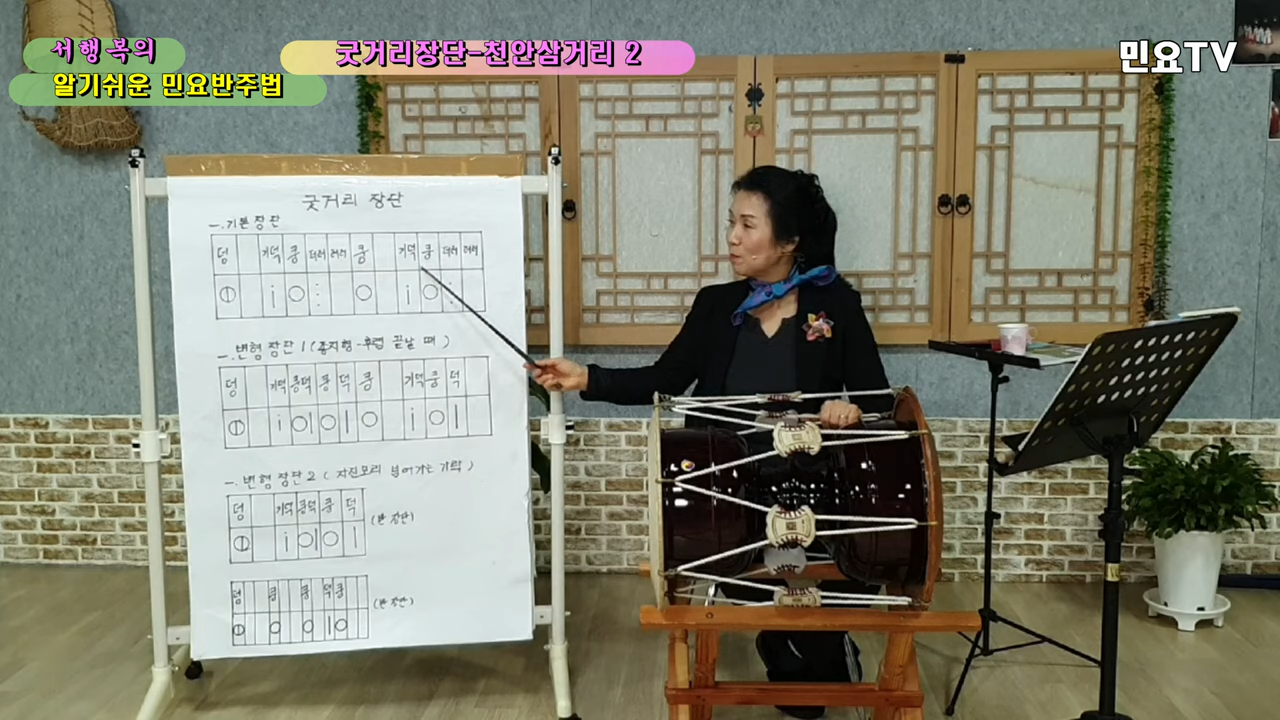 서행복의
알기쉬운 민요반주법
굿거리장단-천안삼거리 2
민요TV
굿거리 장단
一. 기본장단
덩 기덕 쿵 더러 러러 쿵 기덕 쿵 더러 러러
一. 변형 장단 1 (종지형-후렴 끝날 때)
덩 기덕 쿵덕 쿵 덕 쿵 기덕 쿵 덕
一. 변형 장단 2 (자진모리 넘어가는 가락)
덩 기덕 쿵덕 쿵 덕
(반 장단)
덩 쿵 쿵 덕 쿵
(반 장단)